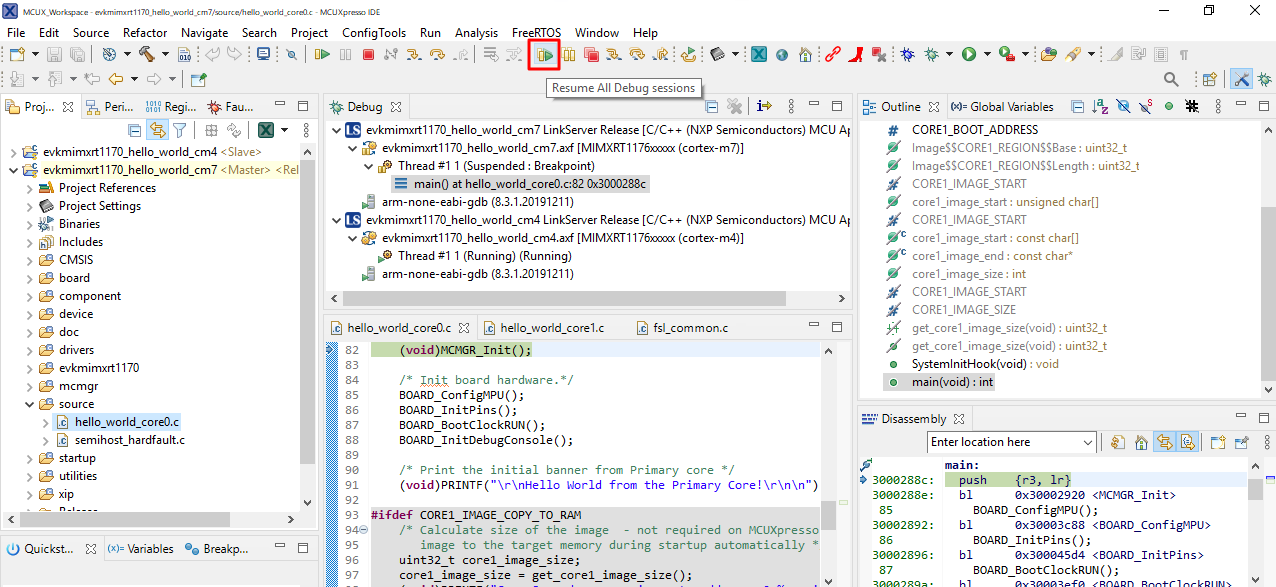 MCUX_Workspace - evkmimxrt1170_hello_world_cm7/source/hello_world_core0.c - MCUXpresso IDE
File Edit Source Refactor Navigate Search Project ConfigTools Run Analysis FreeRTOS Window Help
Resume All Debug sessions
Proj... Peri... Regi... Fau...
evkmimxrt1170_hello_world_cm4 <Slave>
evkmimxrt1170_hello_world_cm7 <Master> <Rel
Project References
Project Settings
Binaries
Includes
CMSIS
board
component
device
doc
drivers
evkmimxrt1170
mcmgr
source
hello_world_core0.c
semihost_hardfault.c
startup
utilities
xip
Release
Quickst... (x)= Variables Breakp...
Debug
evkmimxrt1170_hello_world_cm7 LinkServer Release [C/C++ (NXP Semiconductors) MCU Ap
evkmimxrt1170_hello_world_cm7.axf [MIMXRT1176xxxxx (cortex-m7)]
Thread #1 1 (Suspended : Breakpoint)
main() at hello_world_core0.c:82 0x3000288c
arm-none-eabi-gdb (8.3.1.20191211)
evkmimxrt1170_hello_world_cm4 LinkServer Release [C/C++ (NXP Semiconductors) MCU Ap
evkmimxrt1170_hello_world_cm4.axf [MIMXRT1176xxxxx (cortex-m4)]
Thread #1 1 (Running) (Running)
arm-none-eabi-gdb (8.3.1.20191211)
hello_world_core0.c hello_world_core1.c fsl_common.c
82 (void)MCMGR_Init();
83
84 /* Init board hardware.*/
85 BOARD_ConfigMPU();
86 BOARD_InitPins();
87 BOARD_BootClockRUN();
88 BOARD_InitDebugConsole();
89
90 /* Print the initial banner from Primary core */
91 (void)PRINTF("\r\nHello World from the Primary Core!\r\n\n")
92
93 #ifdef CORE1_IMAGE_COPY_TO_RAM
94 /* Calculate size of the image - not required on MCUXpresso
95 image to the target memory during startup automatically *
96 uint32_t core1_image_size;
97 core1_image_size = get_core1_image_size();
Outline (x)= Global Variables
CORE1_BOOT_ADDRESS
Image$$CORE1_REGION$$Base : uint32_t
Image$$CORE1_REGION$$Length : uint32_t
CORE1_IMAGE_START
core1_image_start : unsigned char[]
CORE1_IMAGE_START
core1_image_start : const char[]
core1_image_end : const char*
core1_image_size : int
CORE1_IMAGE_START
CORE1_IMAGE_SIZE
get_core1_image_size(void) : uint32_t
get_core1_image_size(void) : uint32_t
SystemInitHook(void) : void
main(void) : int
Disassembly
Enter location here
main:
3000288c: push {r3, lr}
3000288e: bl 0x30002920 <MCMGR_Init>
85 BOARD_ConfigMPU();
30002892: bl 0x30003c88 <BOARD_ConfigMPU>
86 BOARD_InitPins();
30002896: bl 0x300045d4 <BOARD_InitPins>
87 BOARD_BootClockRUN();
3000289a: bl 0x30003ef0 <BOARD_BootClockRUN>